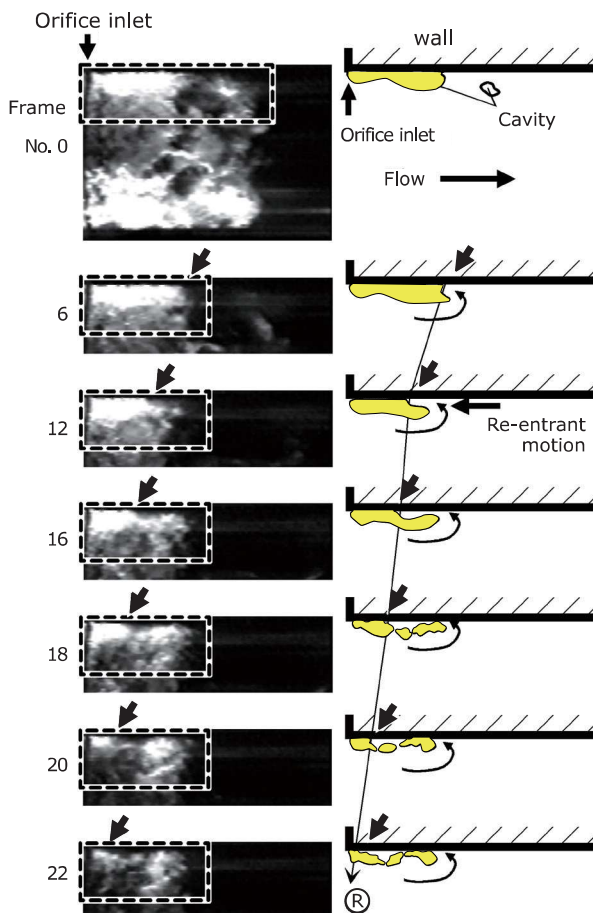 Orifice inlet
Frame
No. 0
wall
Cavity
Orifice inlet
Flow
6
12
Re-entrant
motion
16
18
20
22
R